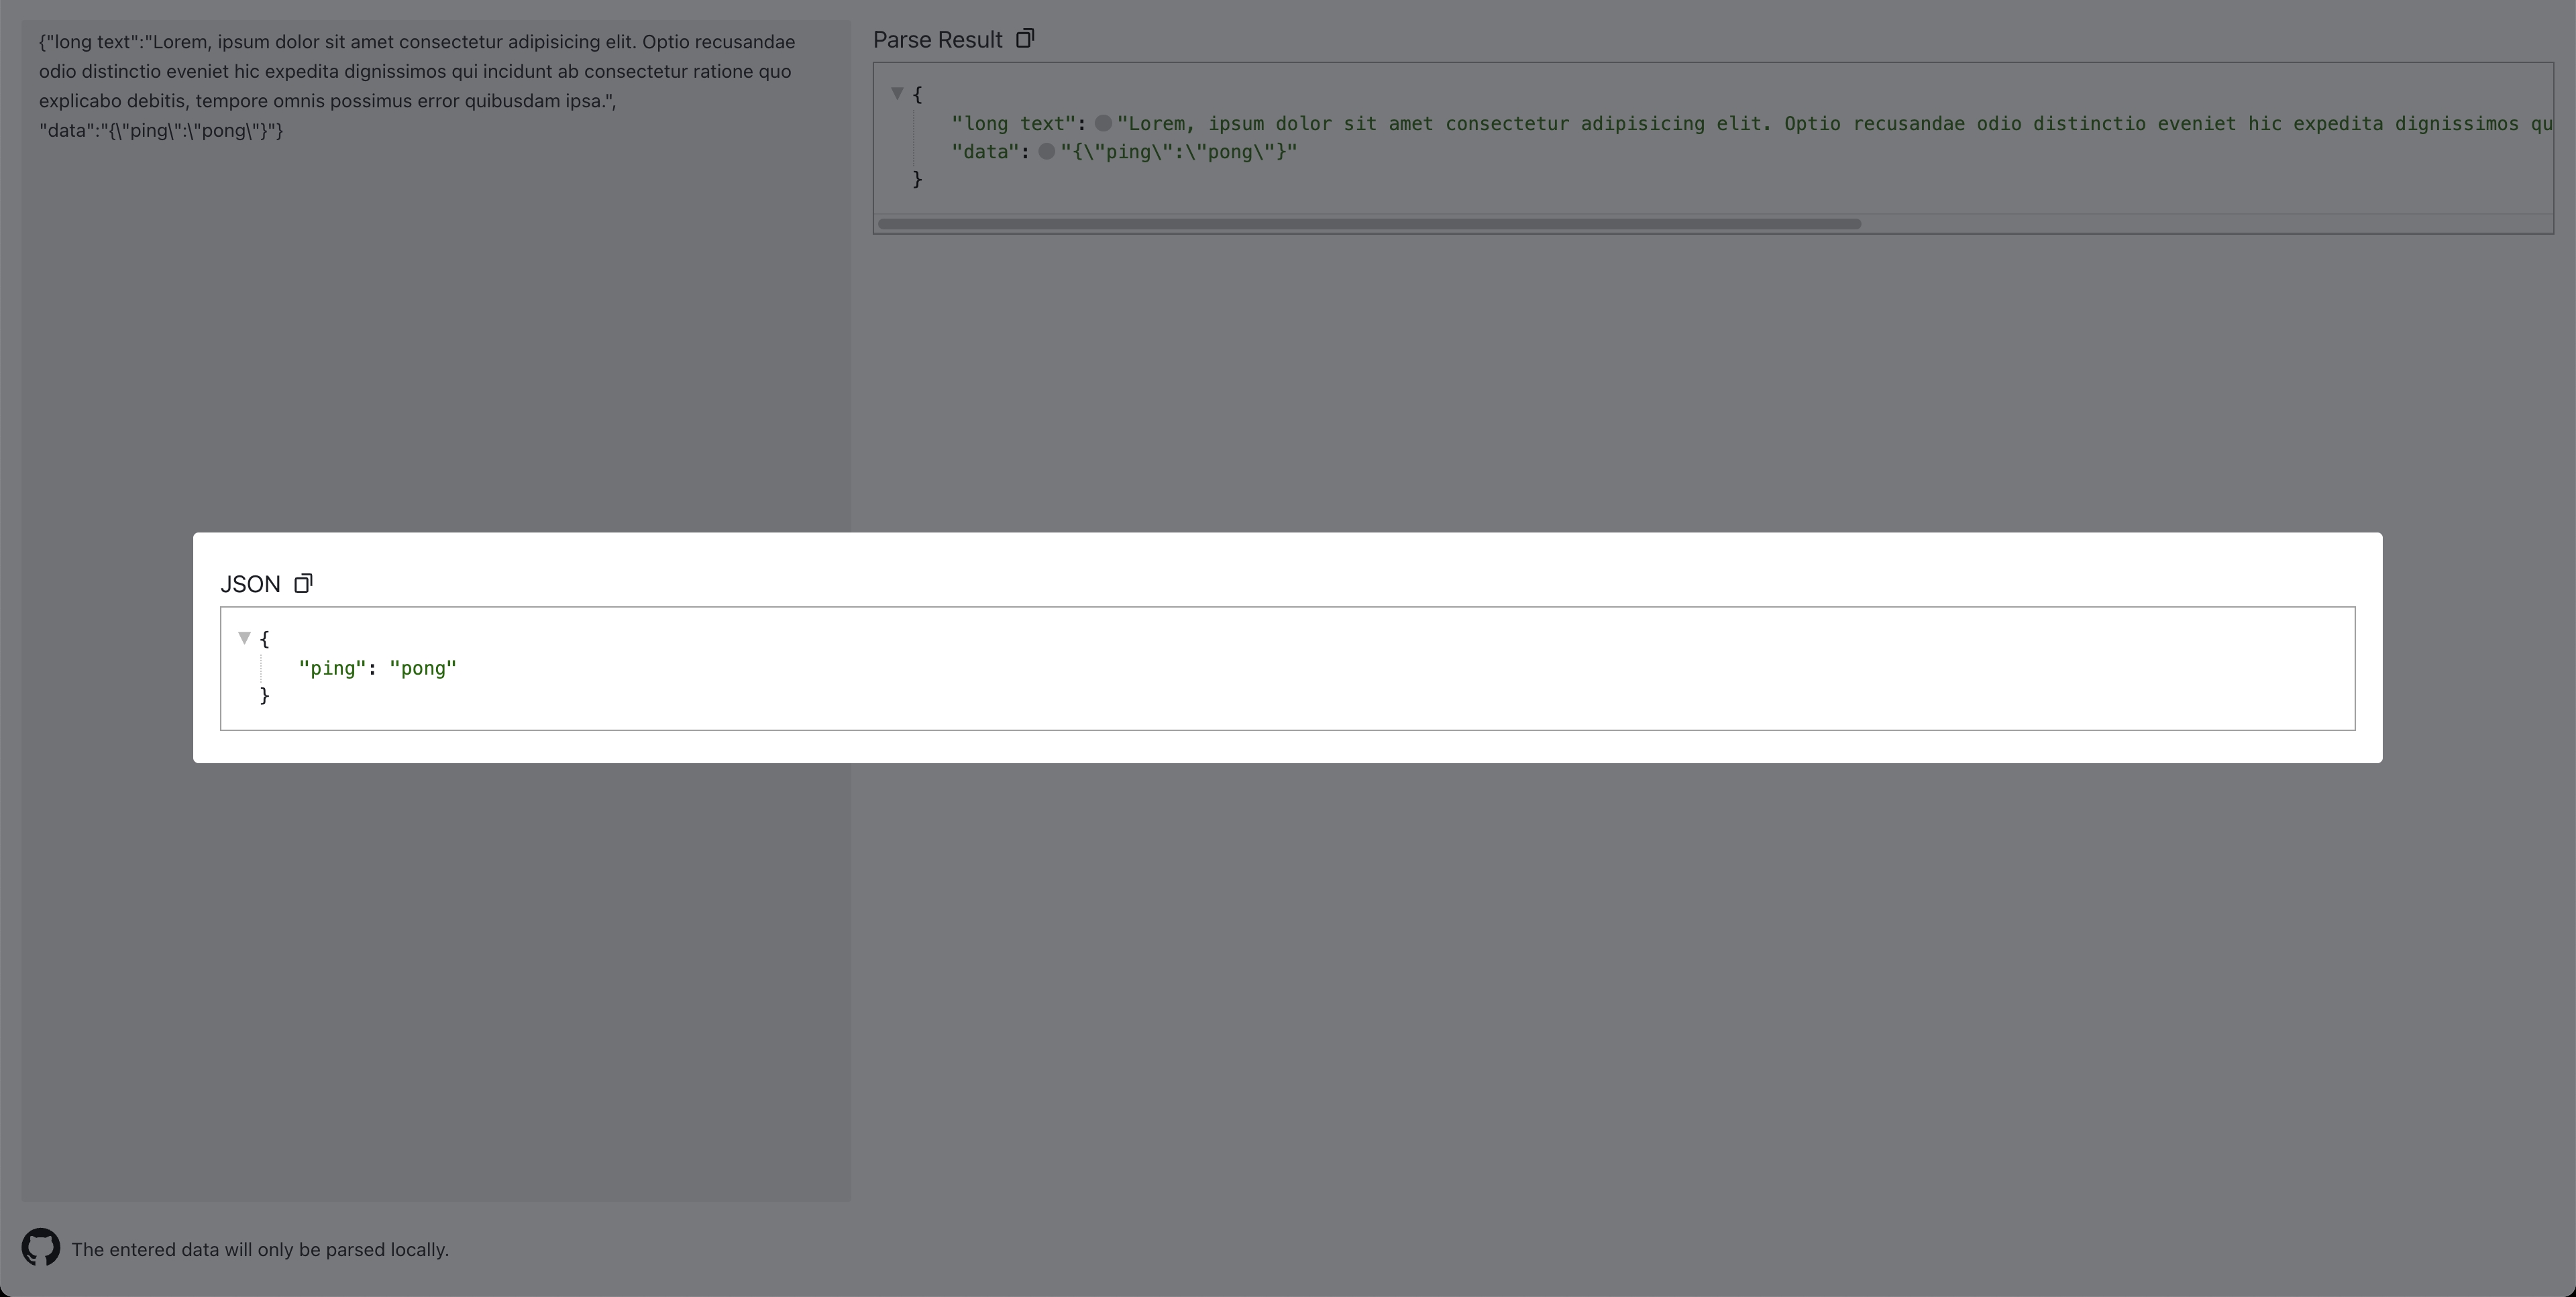 {"long text":"Lorem, ipsum dolor sit amet consectetur adipisicing elit. Optio recusandae
odio distinctio eveniet hic expedita dignissimos qui incidunt ab consectetur ratione quo
explicabo debitis, tempore omnis possimus error quibusdam ipsa.",
"data":"{\"ping\":\"pong\"}"}
Parse Result
{
"long text": "Lorem, ipsum dolor sit amet consectetur adipisicing elit. Optio recusandae odio distinctio eveniet hic expedita dignissimos qu
"data": "{\"ping\":\"pong\"}"
}
JSON
{
"ping": "pong"
}
The entered data will only be parsed locally.